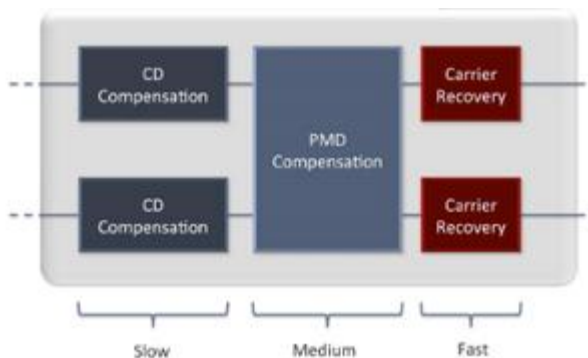 CD
Compensation
PMD
Compensation
Carrier
Recovery
CD
Compensation
Carrier
Recovery
Slow
Medium
Fast